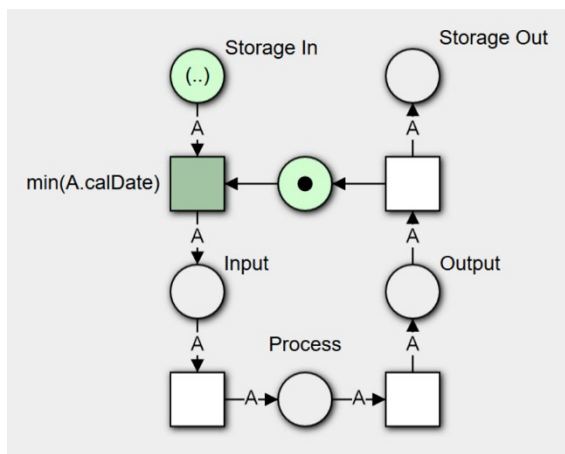 Storage In
Storage Out
(..)
A
A
min(A.calDate)
A
A
Input
Output
A
Process
A
A
A